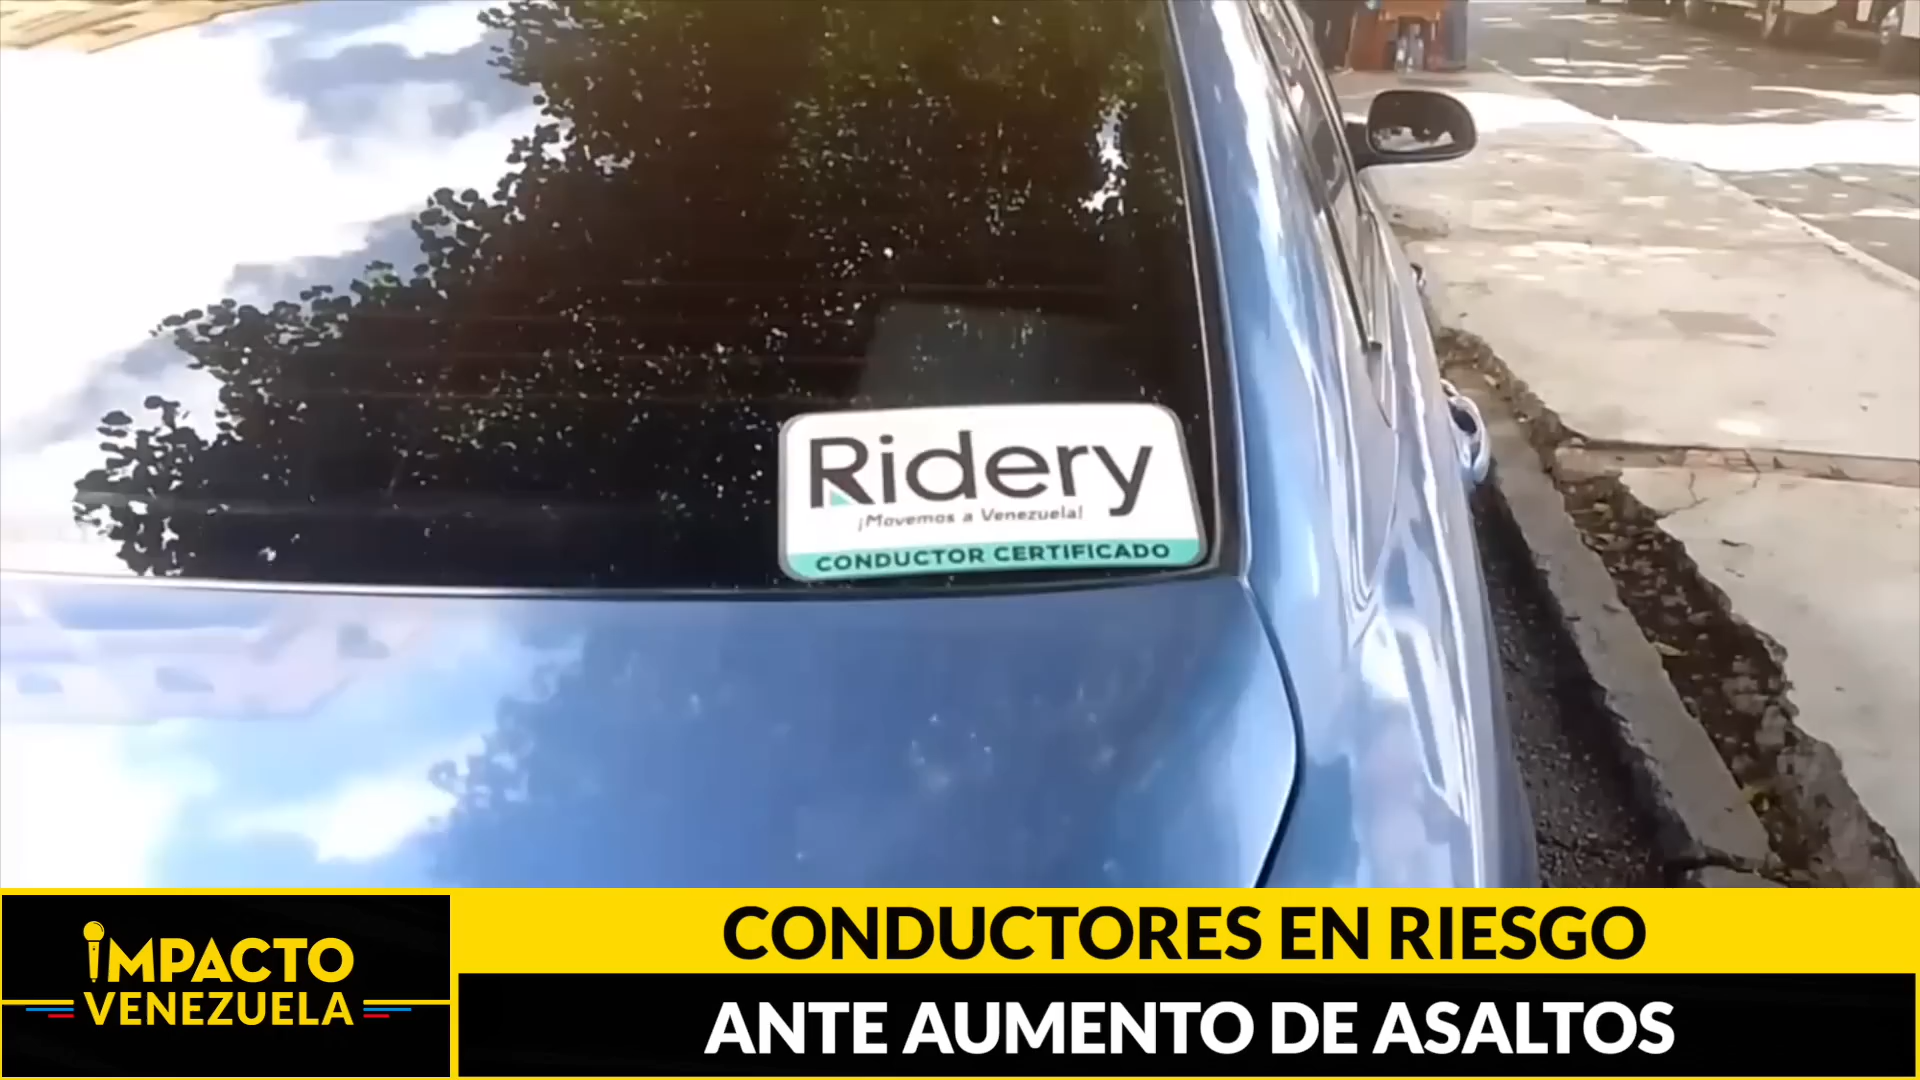 Ridery
¡Movemos a Venezuela!
CONDUCTOR CERTIFICADO
IMPACTO
VENEZUELA
CONDUCTORES EN RIESGO
ANTE AUMENTO DE ASALTOS